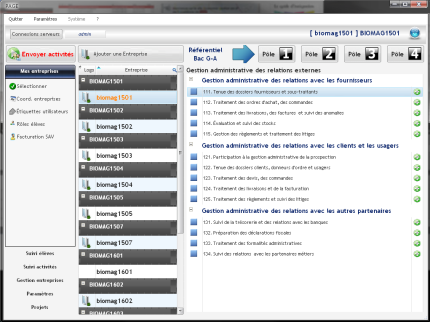 PAGE
Quitter Paramètres Système ?
Connexions serveurs admin [ biomag1501 ] BIOMAG1501
Envoyer activités
Mes entreprises
Sélectionner
Coord. entreprises
Étiquettes utilisateurs
Rôles élèves
Facturation SAV
Suivi élèves
Suivi activités
Gestion entreprises
Paramètres
Projets
Ajouter une Entreprise
Logo Entreprise
BIOMAG1501
biomag1501
BIOMAG1502
biomag1502
BIOMAG1503
biomag1503
BIOMAG1504
biomag1504
BIOMAG1505
biomag1505
BIOMAG1507
biomag1507
BIOMAG1601
biomag1601
BIOMAG1602
biomag1602
BIOMAG1603
Référentiel
Bac G-A
Pôle 1 Pôle 2 Pôle 3 Pôle 4
Gestion administrative des relations externes
Gestion administrative des relations avec les fournisseurs
111. Tenue des dossiers fournisseurs et sous-traitants
112. Traitement des ordres d'achat, des commandes
113. Traitement des livraisons, des factures et suivi des anomalies
114. Évaluation et suivi des stocks
115. Gestion des règlements et traitement des litiges
Gestion administrative des relations avec les clients et les usagers
121. Participation à la gestion administrative de la prospection
122. Tenue des dossiers clients, donneurs d'ordre et usagers
123. Traitement des devis, des commandes
124. Traitement des livraisons et de la facturation
125. Traitement des règlements et suivi des litiges
Gestion administrative des relations avec les autres partenaires
131. Suivi de la trésorerie et des relations avec les banques
132. Préparation des déclarations fiscales
133. Traitement des formalités administratives
134. Suivi des relations avec les partenaires métiers